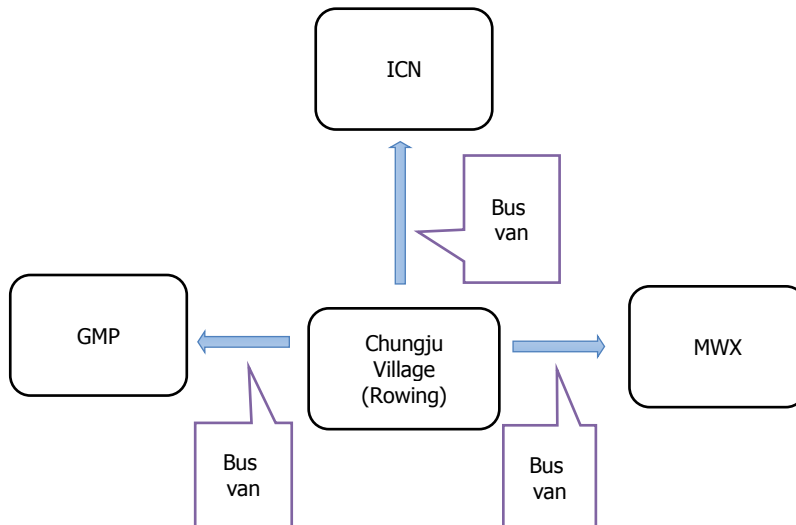 ICN
Bus
van
GMP
Chungju
Village
(Rowing)
MWX
Bus
van
Bus
van